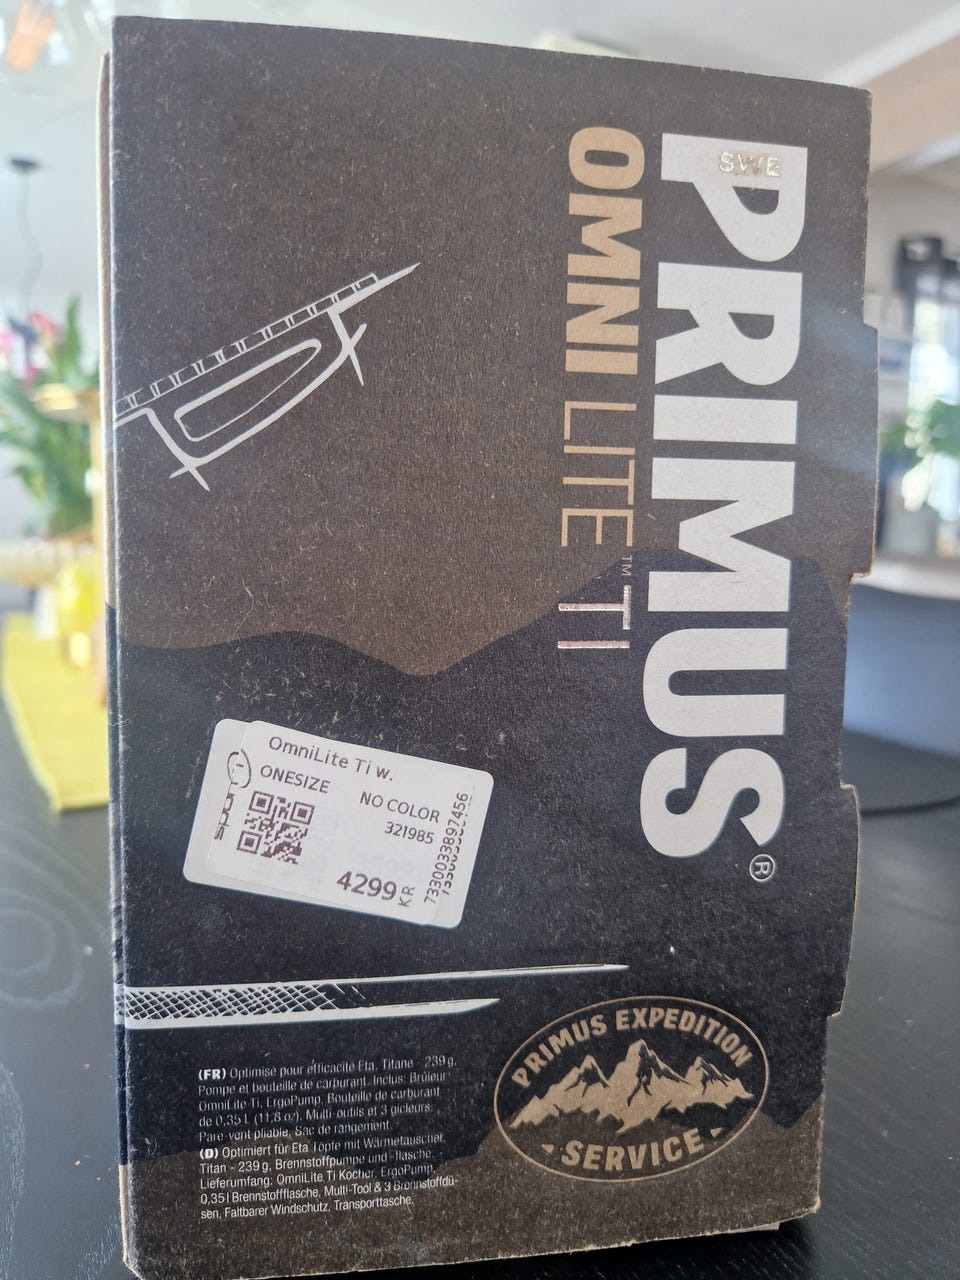 PRIMUS®
SWE
OMNI LITE™ TI
OmniLite Ti w.
ONESIZE
NO COLOR
321985
4299 KR
7330033897456
(FR) Optimisé pour efficacité Eta, Titane - 239 g,
Pompe et bouteille de carburant. Inclus: Brûleur
OmniLite Ti, ErgoPump, Bouteille de carburant
de 0,35 L (11.8 oz), Multi-outils et 3 gicleurs,
Pare-vent pliable, Sac de rangement.
(D) Optimiert für Eta Töpfe mit Wärmetauscher,
Titan - 239 g, Brennstoffpumpe und -flasche.
Lieferumfang: OmniLite Ti Kocher, ErgoPump,
0,35 l Brennstoffflasche, Multi-Tool & 3 Brennstoffdü-
sen, Faltbarer Windschutz, Transporttasche.
PRIMUS EXPEDITION
SERVICE